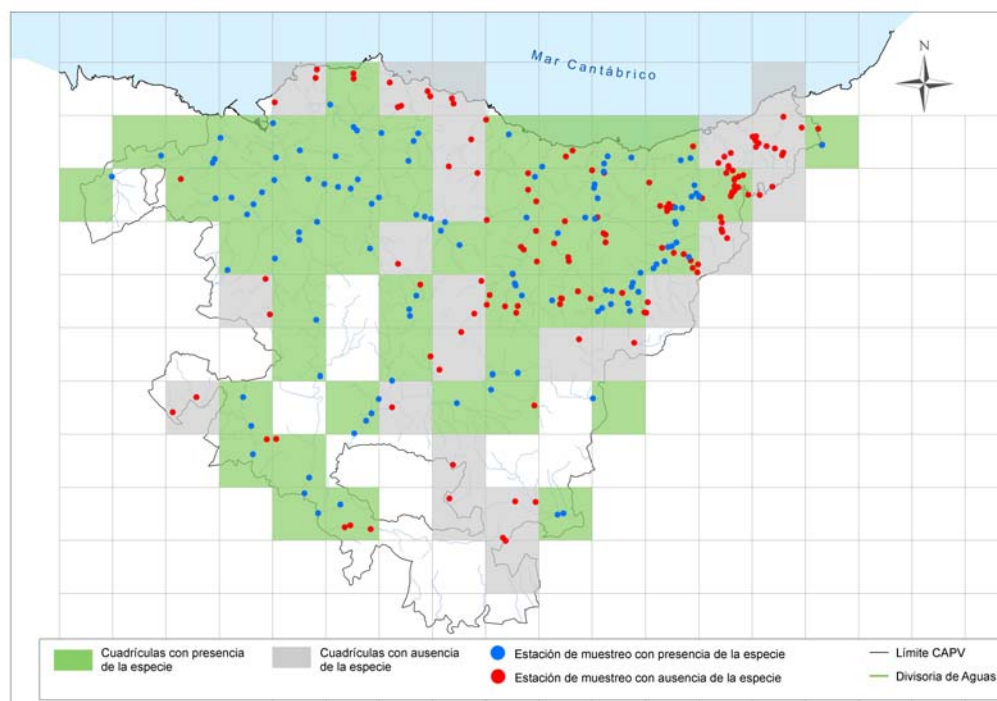 N
Mar Cantábrico
Cuadrículas con presencia
de la especie
Cuadrículas con ausencia
de la especie
Estación de muestreo con presencia de la especie
Estación de muestreo con ausencia de la especie
Límite CAPV
Divisoria de Aguas